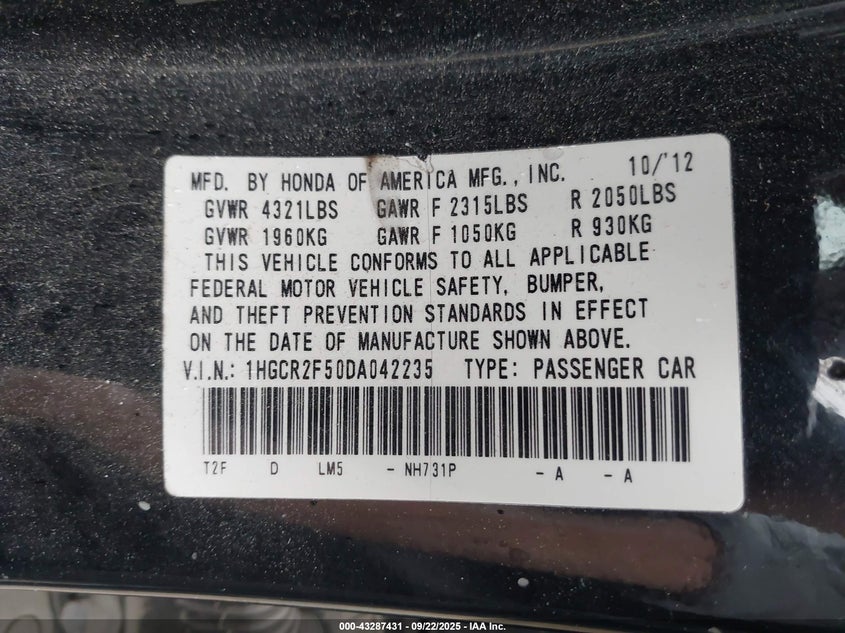 MFD. BY HONDA OF AMERICA MFG., INC. 10/'12
GVWR 4321LBS GAWR F 2315LBS R 2050LBS
GVWR 1960KG GAWR F 1050KG R 930KG
THIS VEHICLE CONFORMS TO ALL APPLICABLE
FEDERAL MOTOR VEHICLE SAFETY, BUMPER,
AND THEFT PREVENTION STANDARDS IN EFFECT
ON THE DATE OF MANUFACTURE SHOWN ABOVE.
V.I.N.: 1HGCR2F50DA042235 TYPE: PASSENGER CAR
T2F D LM5 - NH731P - A - A
000-43287431 - 09/22/2025 - IAA Inc.